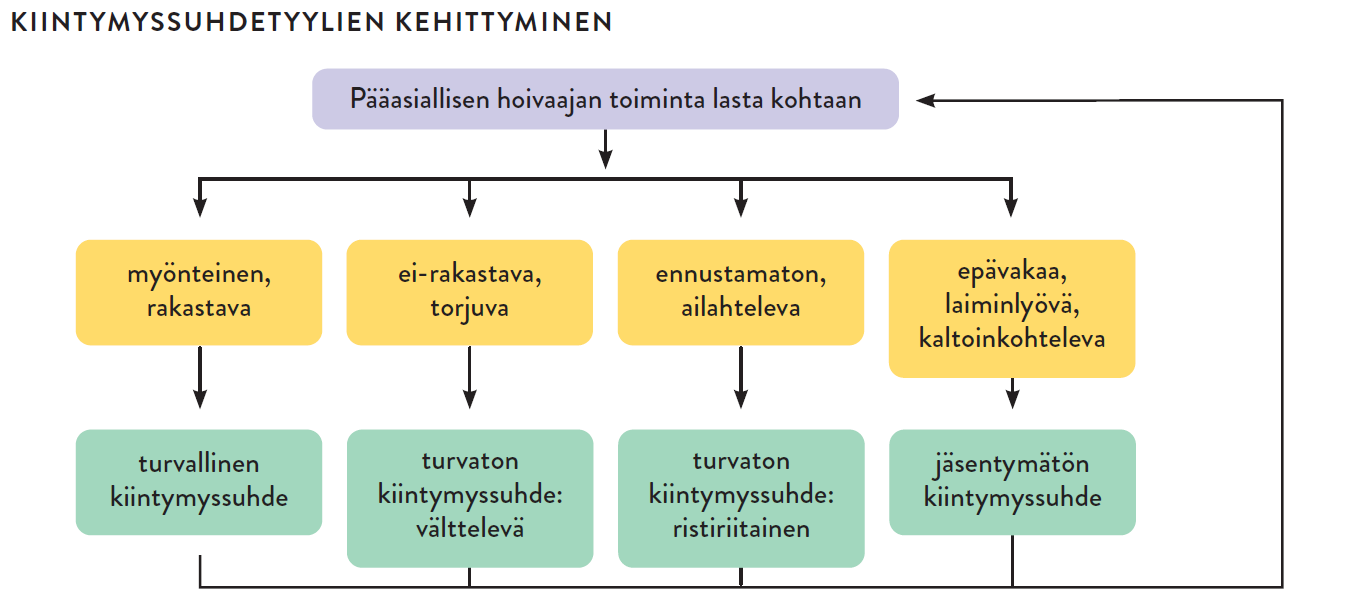 KIINTYMYSSUHDETYYLIEN KEHITTYMINEN
Pääasiallisen hoivaajan toiminta lasta kohtaan
myönteinen,
rakastava
ei-rakastava,
torjuva
ennustamaton,
ailahteleva
epävakaa,
laiminlyövä,
kaltoinkohteleva
turvallinen
kiintymyssuhde
turvaton
kiintymyssuhde:
välttelevä
turvaton
kiintymyssuhde:
ristiriitainen
jäsentymätön
kiintymyssuhde